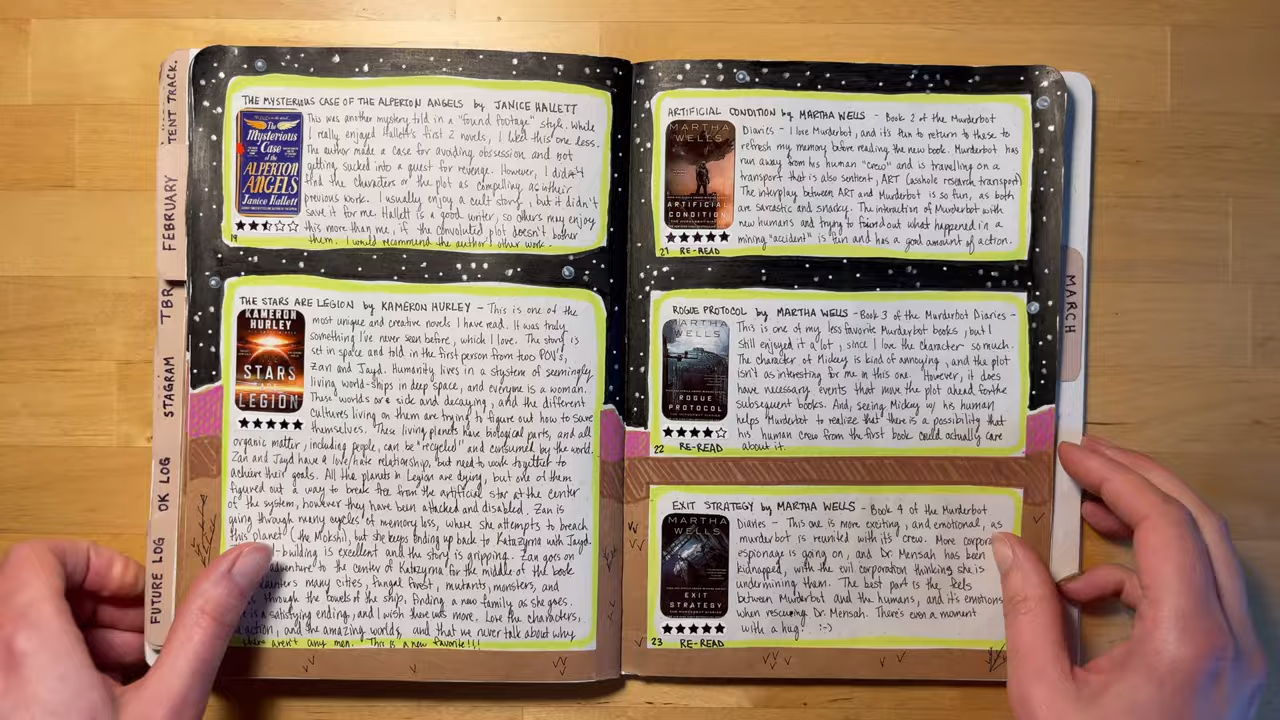 TENT TRACK.
FEBRUARY
TBR
STAGRAM
OK LOG
FUTURE LOG
THE MYSTERIOUS CASE OF THE ALPERTON ANGELS by JANICE HALLETT
The Mysterious Case of the ALPERTON ANGELS Janice Hallett
This was another mystery told in a "found footage" style. While
I really enjoyed Hallett's first 2 novels, I liked this one less.
The author made a case for avoiding obsession and not
getting sucked into a quest for revenge. However, I didn't
find the characters or the plot as compelling as in their
previous works. I usually enjoy a cult story, but it didn't
save it for me. Hallett is a good writer, so others may enjoy
this more than me, if the convoluted plot doesn't bother
them. I would recommend the author's other work.
19
THE STARS ARE LEGION by KAMERON HURLEY - This is one of the
KAMERON HURLEY
THE STARS ARE LEGION
most unique and creative novels I have read. It was truly
something I've never seen before, which I love. The story is
set in space and told in the first person from two POV's,
Zan and Jayd. Humanity lives in a stystem of seemingly
living world-ships in deep space, and everyone is a woman.
These worlds are sick and decaying, and the different
cultures living on them are trying to figure out how to save
themselves. These living planets have biological parts, and all
organic matter, including people, can be "recycled" and consumed by the world.
Zan and Jayd have a love/hate relationship, but need to work together to
achieve their goals. All the planets in Legion are dying, but one of them
figured out a way to break free from the artificial star at the center
of the system, however they have been attacked and disabled. Zan is
going through many cycles of memory loss, where she attempts to breach
this planet (the Mokshi), but she keeps ending up back to Katazyrna with Jayd.
-building is excellent and the story is gripping. Zan goes on
adventure to the center of Katazyrna for the middle of the book
many cities, fungal forest, mutants, monsters, and
through the bowels of the ship, finding a new family as she goes.
is a satisfying ending, and I wish there was more. Love the characters,
action, and the amazing worlds, and that we never talk about why
there aren't any men. This is a new favorite!!!
ARTIFICIAL CONDITION by MARTHA WELLS - Book 2 of the Murderbot
MARTHA WELLS
ARTIFICIAL CONDITION
Diaries - I love Murderbot, and it's fun to return to these to
refresh my memory before reading the new book. Murderbot has
run away from his human "crew" and is travelling on a
transport that is also sentient, ART (asshole research transport)
The interplay between ART and Murderbot is so fun, as both
are sarcastic and snarky. The interaction of Murderbot with
new humans and trying to found out what happened in a
mining "accident" is fun and has a good amount of action.
21 RE-READ
ROGUE PROTOCOL by MARTHA WELLS - Book 3 of the Murderbot Diaries -
MARTHA WELLS
ROGUE PROTOCOL
This is one of my less favorite Murderbot books, but I
still enjoyed it a lot, since I love the character so much.
The character of Mickey is kind of annoying, and the plot
isn't as interesting for me in this one. However, it does
have necessary events that move the plot ahead for the
subsequent books. And, seeing Mickey w/ his human
helps Murderbot to realize that there is a possibility that
his human crew from the first book could actually care
about it.
22 RE-READ
EXIT STRATEGY by MARTHA WELLS - Book 4 of the Murderbot
MARTHA WELLS
EXIT STRATEGY
Diaries - This one is more exciting, and emotional, as
murderbot is reunited with its' crew. More
espionage is going on, and Dr. Mensah has been
kidnapped, with the evil corporation thinking she is
undermining them. The best part is the feels
between Murderbot and the humans, and it's emotions
when rescuing Dr. Mensah. There's even a moment
with a hug. :-)
23 RE-READ
MARCH